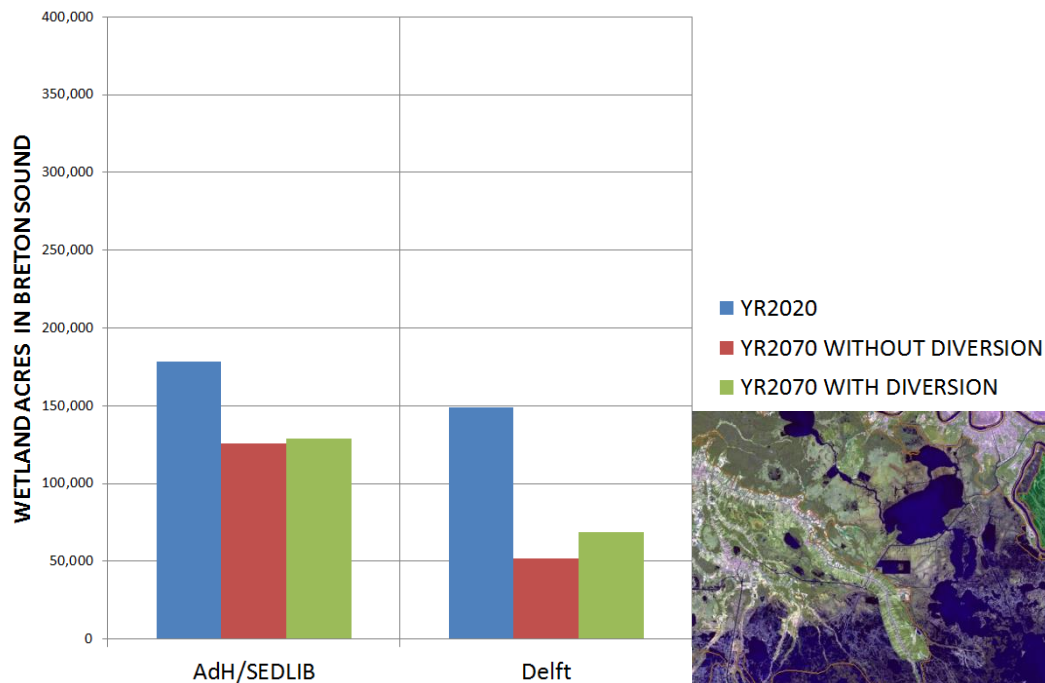 WETLAND ACRES IN BRETON SOUND
400,000
350,000
300,000
250,000
200,000
150,000
100,000
50,000
0
AdH/SEDLIB
Delft
YR2020
YR2070 WITHOUT DIVERSION
YR2070 WITH DIVERSION